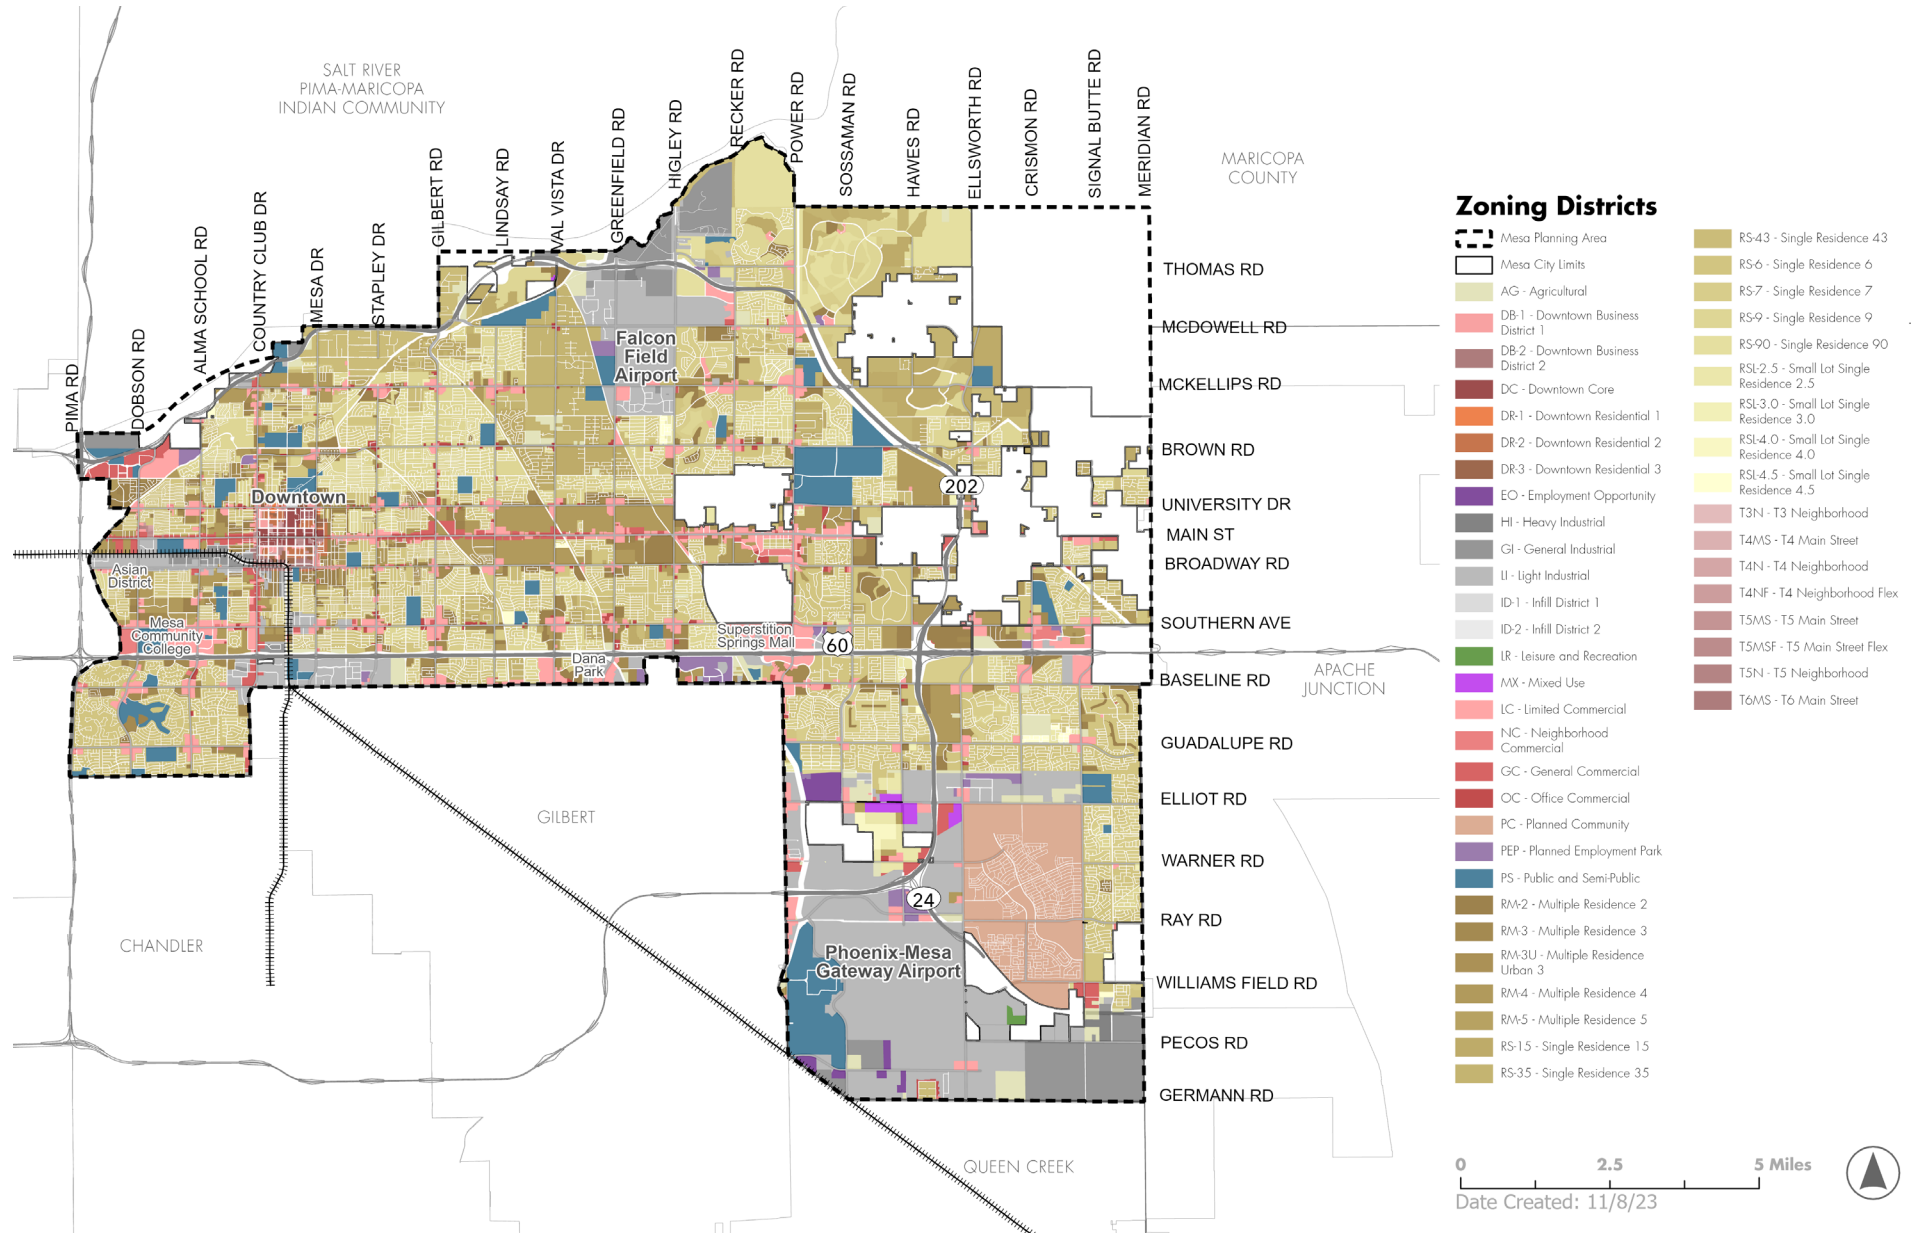 SALT RIVER
PIMA-MARICOPA
INDIAN COMMUNITY
MARICOPA
COUNTY
PIMA RD
DOBSON RD
ALMA SCHOOL RD
COUNTRY CLUB DR
MESA DR
STAPLEY DR
GILBERT RD
LINDSAY RD
VAL VISTA DR
GREENFIELD RD
HIGLEY RD
RECKER RD
POWER RD
SOSSAMAN RD
HAWES RD
ELLSWORTH RD
CRISMON RD
SIGNAL BUTTE RD
MERIDIAN RD
THOMAS RD
MCDOWELL RD
MCKELLIPS RD
BROWN RD
UNIVERSITY DR
MAIN ST
BROADWAY RD
SOUTHERN AVE
BASELINE RD
GUADALUPE RD
ELLIOT RD
WARNER RD
RAY RD
WILLIAMS FIELD RD
PECOS RD
GERMANN RD
Falcon
Field
Airport
Downtown
202
Asian
District
Mesa
Community
College
Superstition
Springs Mall
60
Dana
Park
APACHE
JUNCTION
GILBERT
CHANDLER
24
Phoenix-Mesa
Gateway Airport
QUEEN CREEK
Zoning Districts
Mesa Planning Area
Mesa City Limits
AG - Agricultural
DB-1 - Downtown Business
District 1
DB-2 - Downtown Business
District 2
DC - Downtown Core
DR-1 - Downtown Residential 1
DR-2 - Downtown Residential 2
DR-3 - Downtown Residential 3
EO - Employment Opportunity
HI - Heavy Industrial
GI - General Industrial
LI - Light Industrial
ID-1 - Infill District 1
ID-2 - Infill District 2
LR - Leisure and Recreation
MX - Mixed Use
LC - Limited Commercial
NC - Neighborhood
Commercial
GC - General Commercial
OC - Office Commercial
PC - Planned Community
PEP - Planned Employment Park
PS - Public and Semi-Public
RM-2 - Multiple Residence 2
RM-3 - Multiple Residence 3
RM-3U - Multiple Residence
Urban 3
RM-4 - Multiple Residence 4
RM-5 - Multiple Residence 5
RS-15 - Single Residence 15
RS-35 - Single Residence 35
RS-43 - Single Residence 43
RS-6 - Single Residence 6
RS-7 - Single Residence 7
RS-9 - Single Residence 9
RS-90 - Single Residence 90
RSL-2.5 - Small Lot Single
Residence 2.5
RSL-3.0 - Small Lot Single
Residence 3.0
RSL-4.0 - Small Lot Single
Residence 4.0
RSL-4.5 - Small Lot Single
Residence 4.5
T3N - T3 Neighborhood
T4MS - T4 Main Street
T4N - T4 Neighborhood
T4NF - T4 Neighborhood Flex
T5MS - T5 Main Street
T5MSF - T5 Main Street Flex
T5N - T5 Neighborhood
T6MS - T6 Main Street
0 2.5 5 Miles
Date Created: 11/8/23